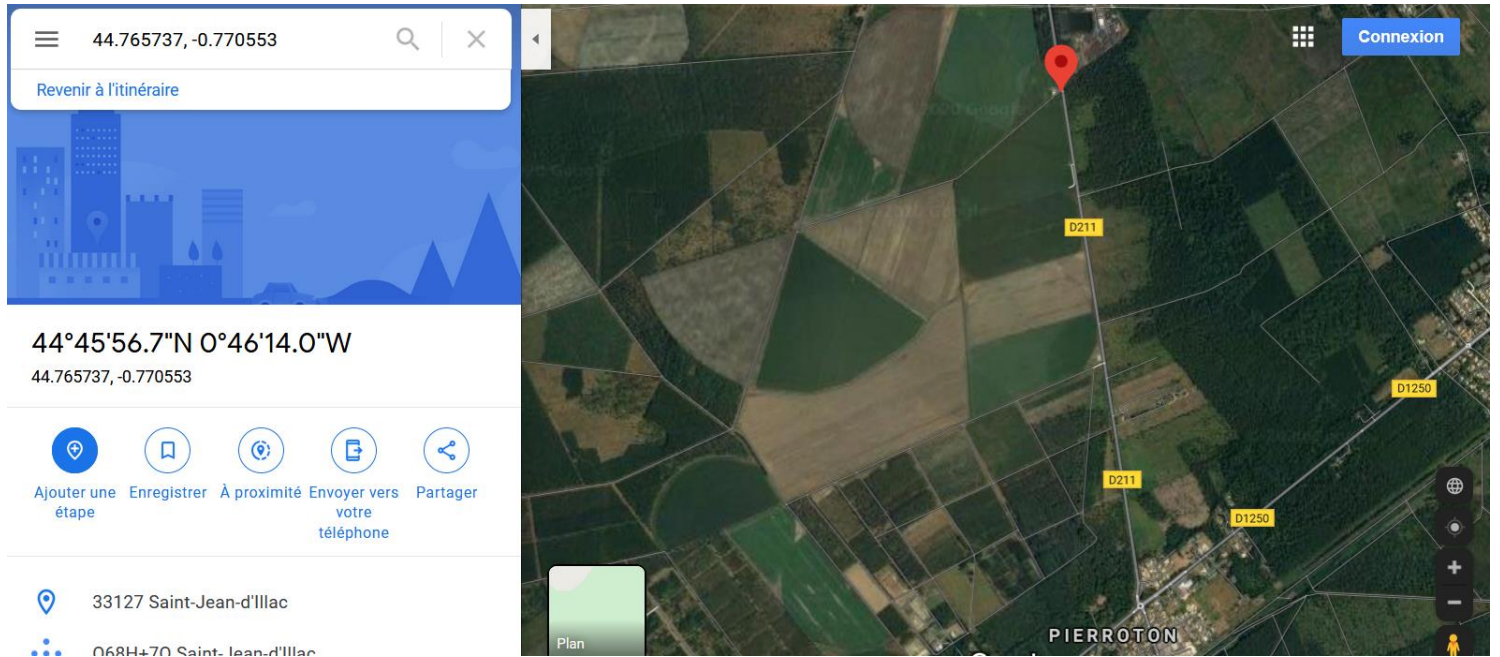 44.765737, -0.770553
Revenir à l'itinéraire
44°45'56.7"N 0°46'14.0"W
44.765737, -0.770553
Ajouter une
étape
Enregistrer
À proximité
Envoyer vers
votre
téléphone
Partager
33127 Saint-Jean-d'Illac
Connexion
D211
D1250
D211
D1250
PIERROTON
Plan